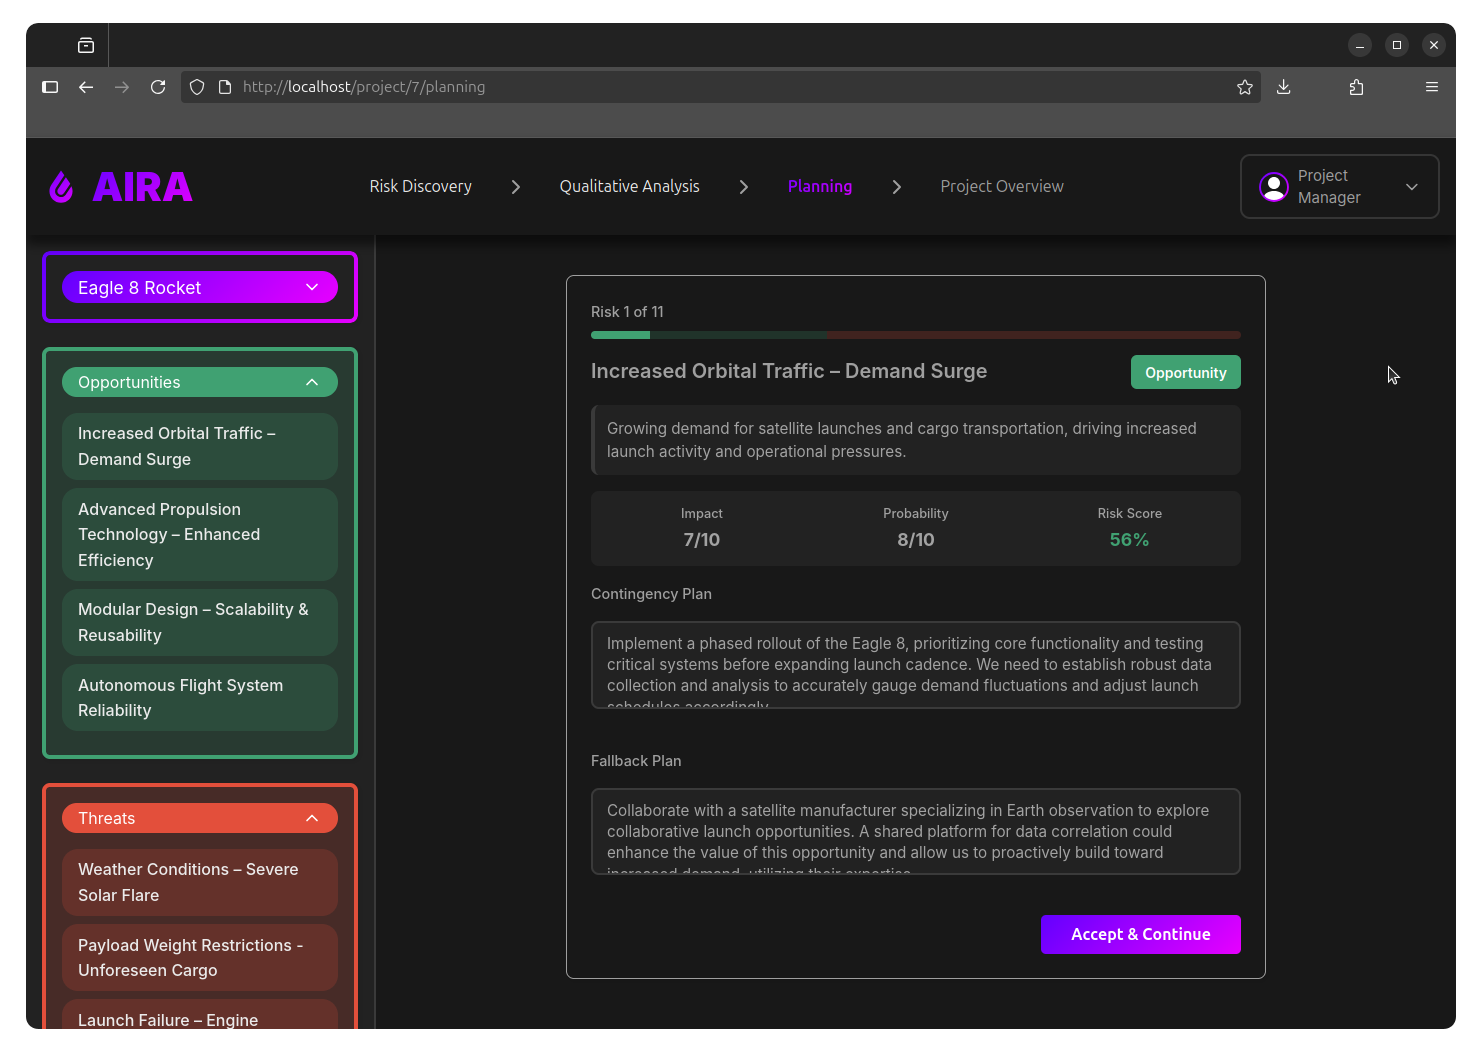 http://localhost/project/7/planning
AIRA
Risk Discovery
Qualitative Analysis
Planning
Project Overview
Project
Manager
Eagle 8 Rocket
Opportunities
Increased Orbital Traffic –
Demand Surge
Advanced Propulsion
Technology – Enhanced
Efficiency
Modular Design – Scalability &
Reusability
Autonomous Flight System
Reliability
Threats
Weather Conditions – Severe
Solar Flare
Payload Weight Restrictions -
Unforeseen Cargo
Launch Failure – Engine
Risk 1 of 11
Increased Orbital Traffic – Demand Surge
Opportunity
Growing demand for satellite launches and cargo transportation, driving increased
launch activity and operational pressures.
Impact
7/10
Probability
8/10
Risk Score
56%
Contingency Plan
Implement a phased rollout of the Eagle 8, prioritizing core functionality and testing
critical systems before expanding launch cadence. We need to establish robust data
collection and analysis to accurately gauge demand fluctuations and adjust launch
schedules accordingly.
Fallback Plan
Collaborate with a satellite manufacturer specializing in Earth observation to explore
collaborative launch opportunities. A shared platform for data correlation could
enhance the value of this opportunity and allow us to proactively build toward
increased demand, utilizing their expertise.
Accept & Continue